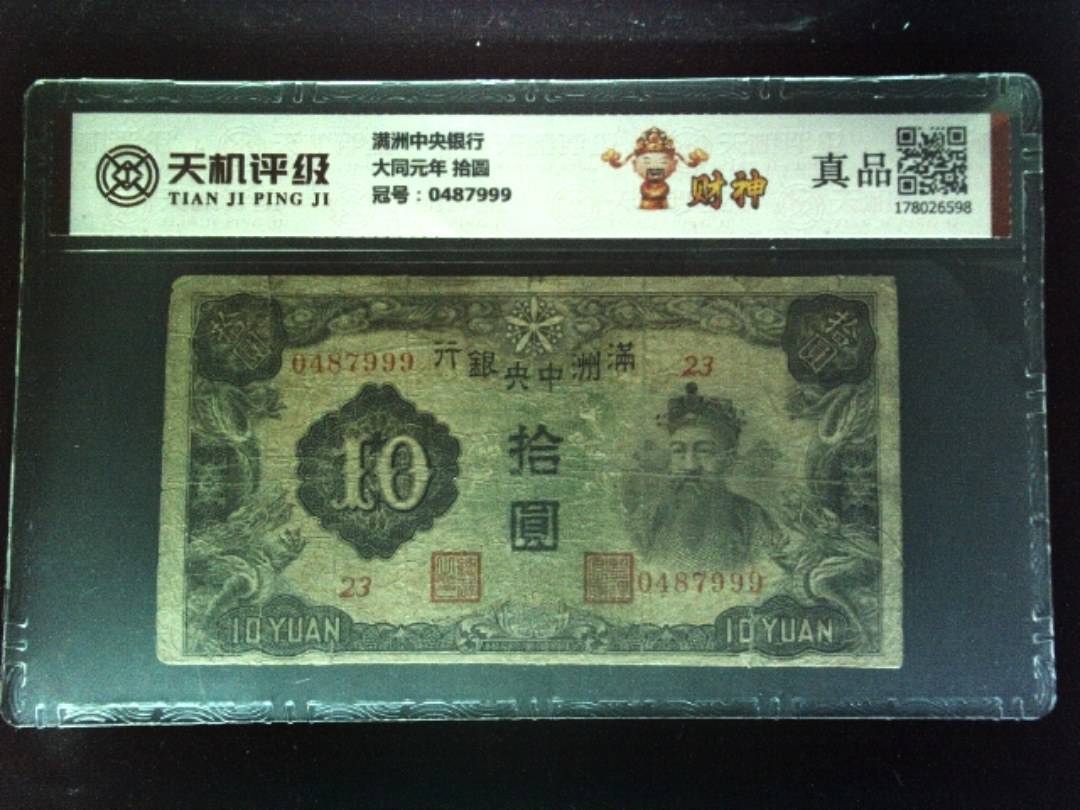 天机评级
TIAN JI PING JI
满洲中央银行
大同元年 拾圓
冠号：0487999
财神
真品
178026598
拾圓
拾圓
0487999
行銀央中洲滿
23
10
拾
圓
23
0487999
10 YUAN
10 YUAN